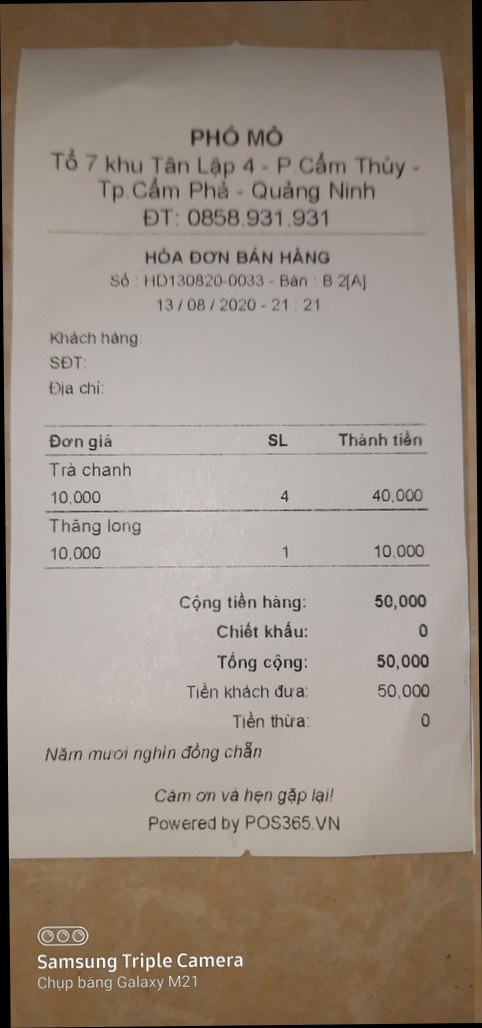 PHÔ MÔ
Tổ 7 khu Tân Lập 4 - P.Cẩm Thủy -
Tp.Cẩm Phả - Quảng Ninh
ĐT: 0858.931.931
HÓA ĐƠN BÁN HÀNG
Số : HD130820-0033 - Bàn : B 2[A]
13 / 08 / 2020 - 21 : 21
Khách hàng:
SĐT:
Địa chỉ:
Đơn giá SL Thành tiền
Trà chanh
10,000 4 40,000
Thăng long
10,000 1 10,000
Cộng tiền hàng: 50,000
Chiết khấu: 0
Tổng cộng: 50,000
Tiền khách đưa: 50,000
Tiền thừa: 0
Năm mươi nghìn đồng chẵn
Cám ơn và hẹn gặp lại!
Powered by POS365.VN
Samsung Triple Camera
Chụp bằng Galaxy M21